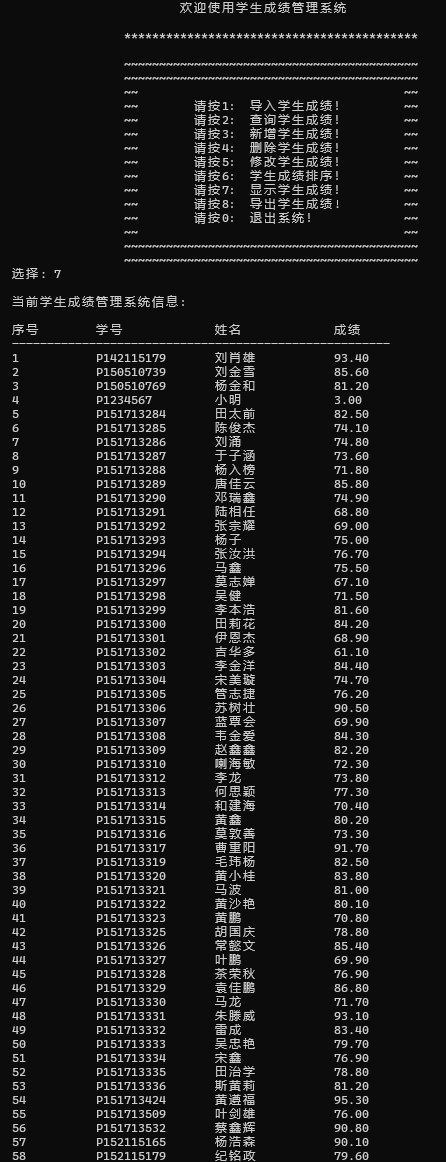 欢迎使用学生成绩管理系统
******************************************
~~~~~~~~~~~~~~~~~~~~~~~~~~~~~~~~~~~~~~~~~~
~~~~~~~~~~~~~~~~~~~~~~~~~~~~~~~~~~~~~~~~~~
~~ ~~
~~ 请按1: 导入学生成绩! ~~
~~ 请按2: 查询学生成绩! ~~
~~ 请按3: 新增学生成绩! ~~
~~ 请按4: 删除学生成绩! ~~
~~ 请按5: 修改学生成绩! ~~
~~ 请按6: 学生成绩排序! ~~
~~ 请按7: 显示学生成绩! ~~
~~ 请按8: 导出学生成绩! ~~
~~ 请按0: 退出系统! ~~
~~ ~~
~~~~~~~~~~~~~~~~~~~~~~~~~~~~~~~~~~~~~~~~~~
~~~~~~~~~~~~~~~~~~~~~~~~~~~~~~~~~~~~~~~~~~
选择: 7
当前学生成绩管理系统信息:
序号 学号 姓名 成绩
------------------------------------------------------
1 P142115179 刘肖雄 93.40
2 P150510739 刘金雪 85.60
3 P150510769 杨金和 81.20
4 P1234567 小明 3.00
5 P151713284 田太前 82.50
6 P151713285 陈俊杰 74.10
7 P151713286 刘涌 74.80
8 P151713287 于子涵 73.60
9 P151713288 杨入榜 71.80
10 P151713289 唐佳云 85.80
11 P151713290 邓瑞鑫 74.90
12 P151713291 陆相任 68.80
13 P151713292 张宗耀 69.00
14 P151713293 杨子 75.00
15 P151713294 张汝洪 76.70
16 P151713296 马鑫 75.50
17 P151713297 莫志婵 67.10
18 P151713298 吴健 71.50
19 P151713299 李本浩 81.60
20 P151713300 田莉花 84.20
21 P151713301 伊恩杰 68.90
22 P151713302 吉华多 61.10
23 P151713303 李金洋 84.40
24 P151713304 宋美璇 74.70
25 P151713305 管志捷 76.20
26 P151713306 苏树壮 90.50
27 P151713307 蓝覃会 69.90
28 P151713308 韦金爱 84.30
29 P151713309 赵鑫鑫 82.20
30 P151713310 喇海敏 72.30
31 P151713312 李龙 73.80
32 P151713313 何思颖 77.30
33 P151713314 和建海 70.40
34 P151713315 黄鑫 80.20
35 P151713316 莫敦善 73.30
36 P151713317 曹重阳 91.70
37 P151713319 毛玮杨 82.50
38 P151713320 黄小桂 83.80
39 P151713321 马波 81.00
40 P151713322 黄沙艳 80.10
41 P151713323 黄鹏 70.80
42 P151713325 胡国庆 78.80
43 P151713326 常懿文 85.40
44 P151713327 叶鹏 69.90
45 P151713328 茶荣秋 76.90
46 P151713329 袁佳鹏 86.80
47 P151713330 马龙 71.70
48 P151713331 朱滕威 93.10
49 P151713332 雷成 83.40
50 P151713333 吴忠艳 79.70
51 P151713334 宋鑫 76.90
52 P151713335 田治学 78.80
53 P151713336 斯黄莉 81.20
54 P151713424 黄遒福 95.30
55 P151713509 叶剑雄 76.00
56 P151713532 蔡鑫辉 90.80
57 P152115165 杨浩森 90.10
58 P152115179 纪铭政 79.60